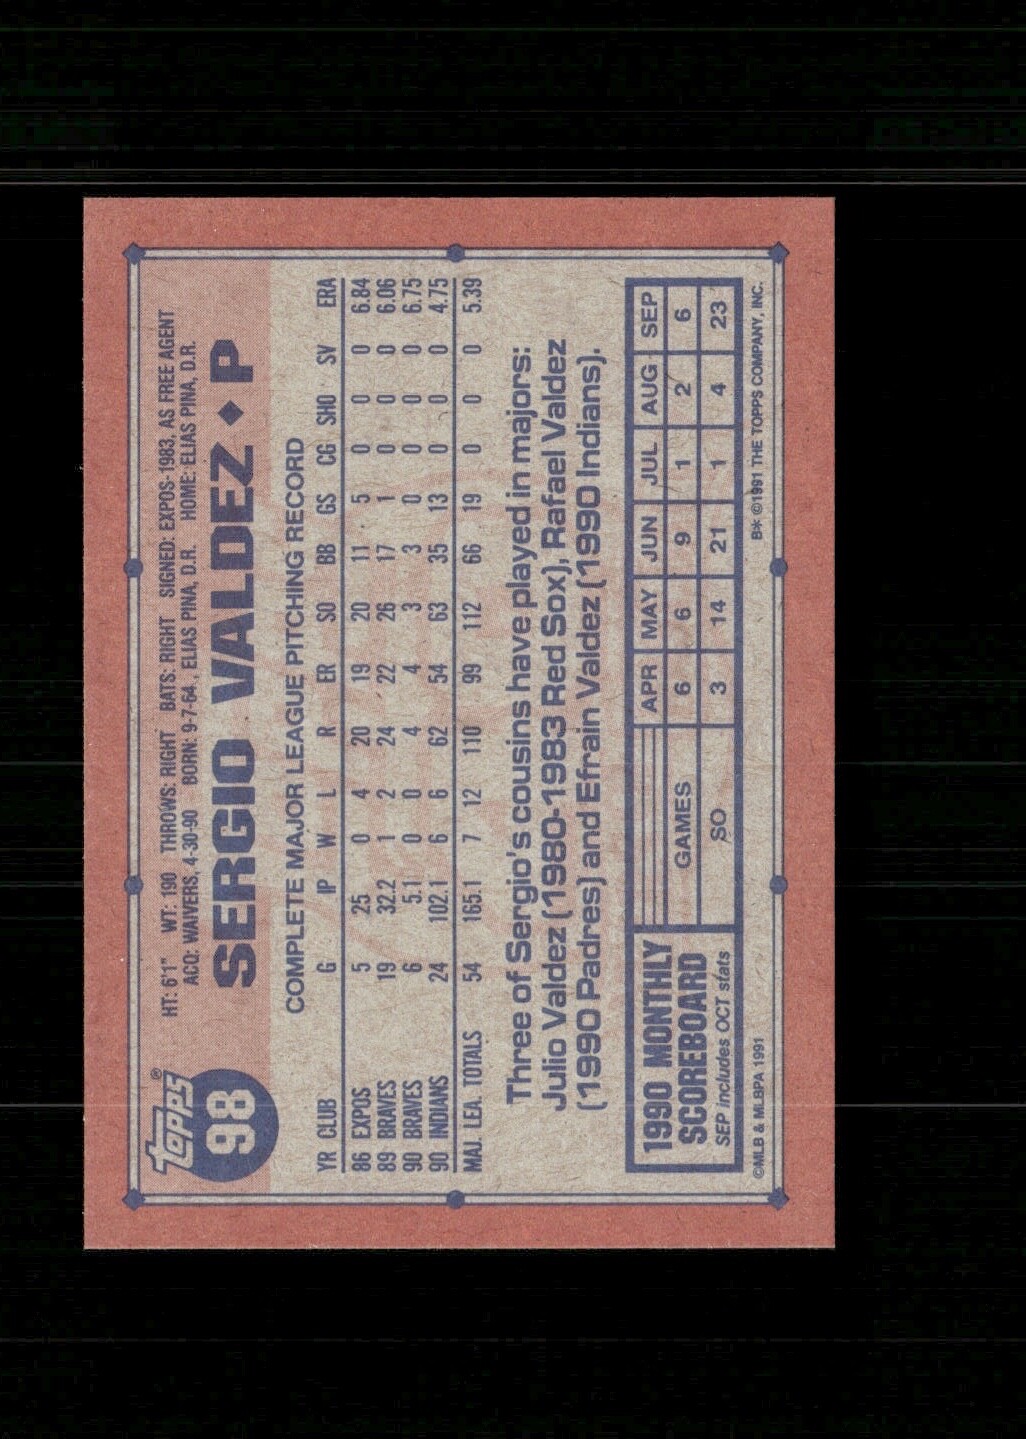 Topps®
98
HT: 6'1" WT: 190 THROWS: RIGHT BATS: RIGHT SIGNED: EXPOS-1983, AS FREE AGENT
ACQ: WAIVERS, 4-30-90 BORN: 9-7-64, ELIAS PINA, D.R. HOME: ELIAS PINA, D.R.
SERGIO VALDEZ ◆ P
COMPLETE MAJOR LEAGUE PITCHING RECORD
YR CLUB G IP W L R ER SO BB GS CG SHO SV ERA
86 EXPOS 5 25 0 4 20 19 20 11 5 0 0 0 6.84
89 BRAVES 19 32.2 1 2 24 22 26 17 1 0 0 0 6.06
90 BRAVES 6 5.1 0 0 4 4 3 3 0 0 0 0 6.75
90 INDIANS 24 102.1 6 6 62 54 63 35 13 0 0 0 4.75
MAJ. LEA. TOTALS 54 165.1 7 12 110 99 112 66 19 0 0 0 5.39
Three of Sergio's cousins have played in majors:
Julio Valdez (1980-1983 Red Sox), Rafael Valdez
(1990 Padres) and Efrain Valdez (1990 Indians).
1990 MONTHLY
SCOREBOARD
SEP includes OCT stats
APR MAY JUN JUL AUG SEP
GAMES 6 6 9 1 2 6
SO 3 14 21 1 4 23
©MLB & MLBPA 1991 B* ©1991 THE TOPPS COMPANY, INC.